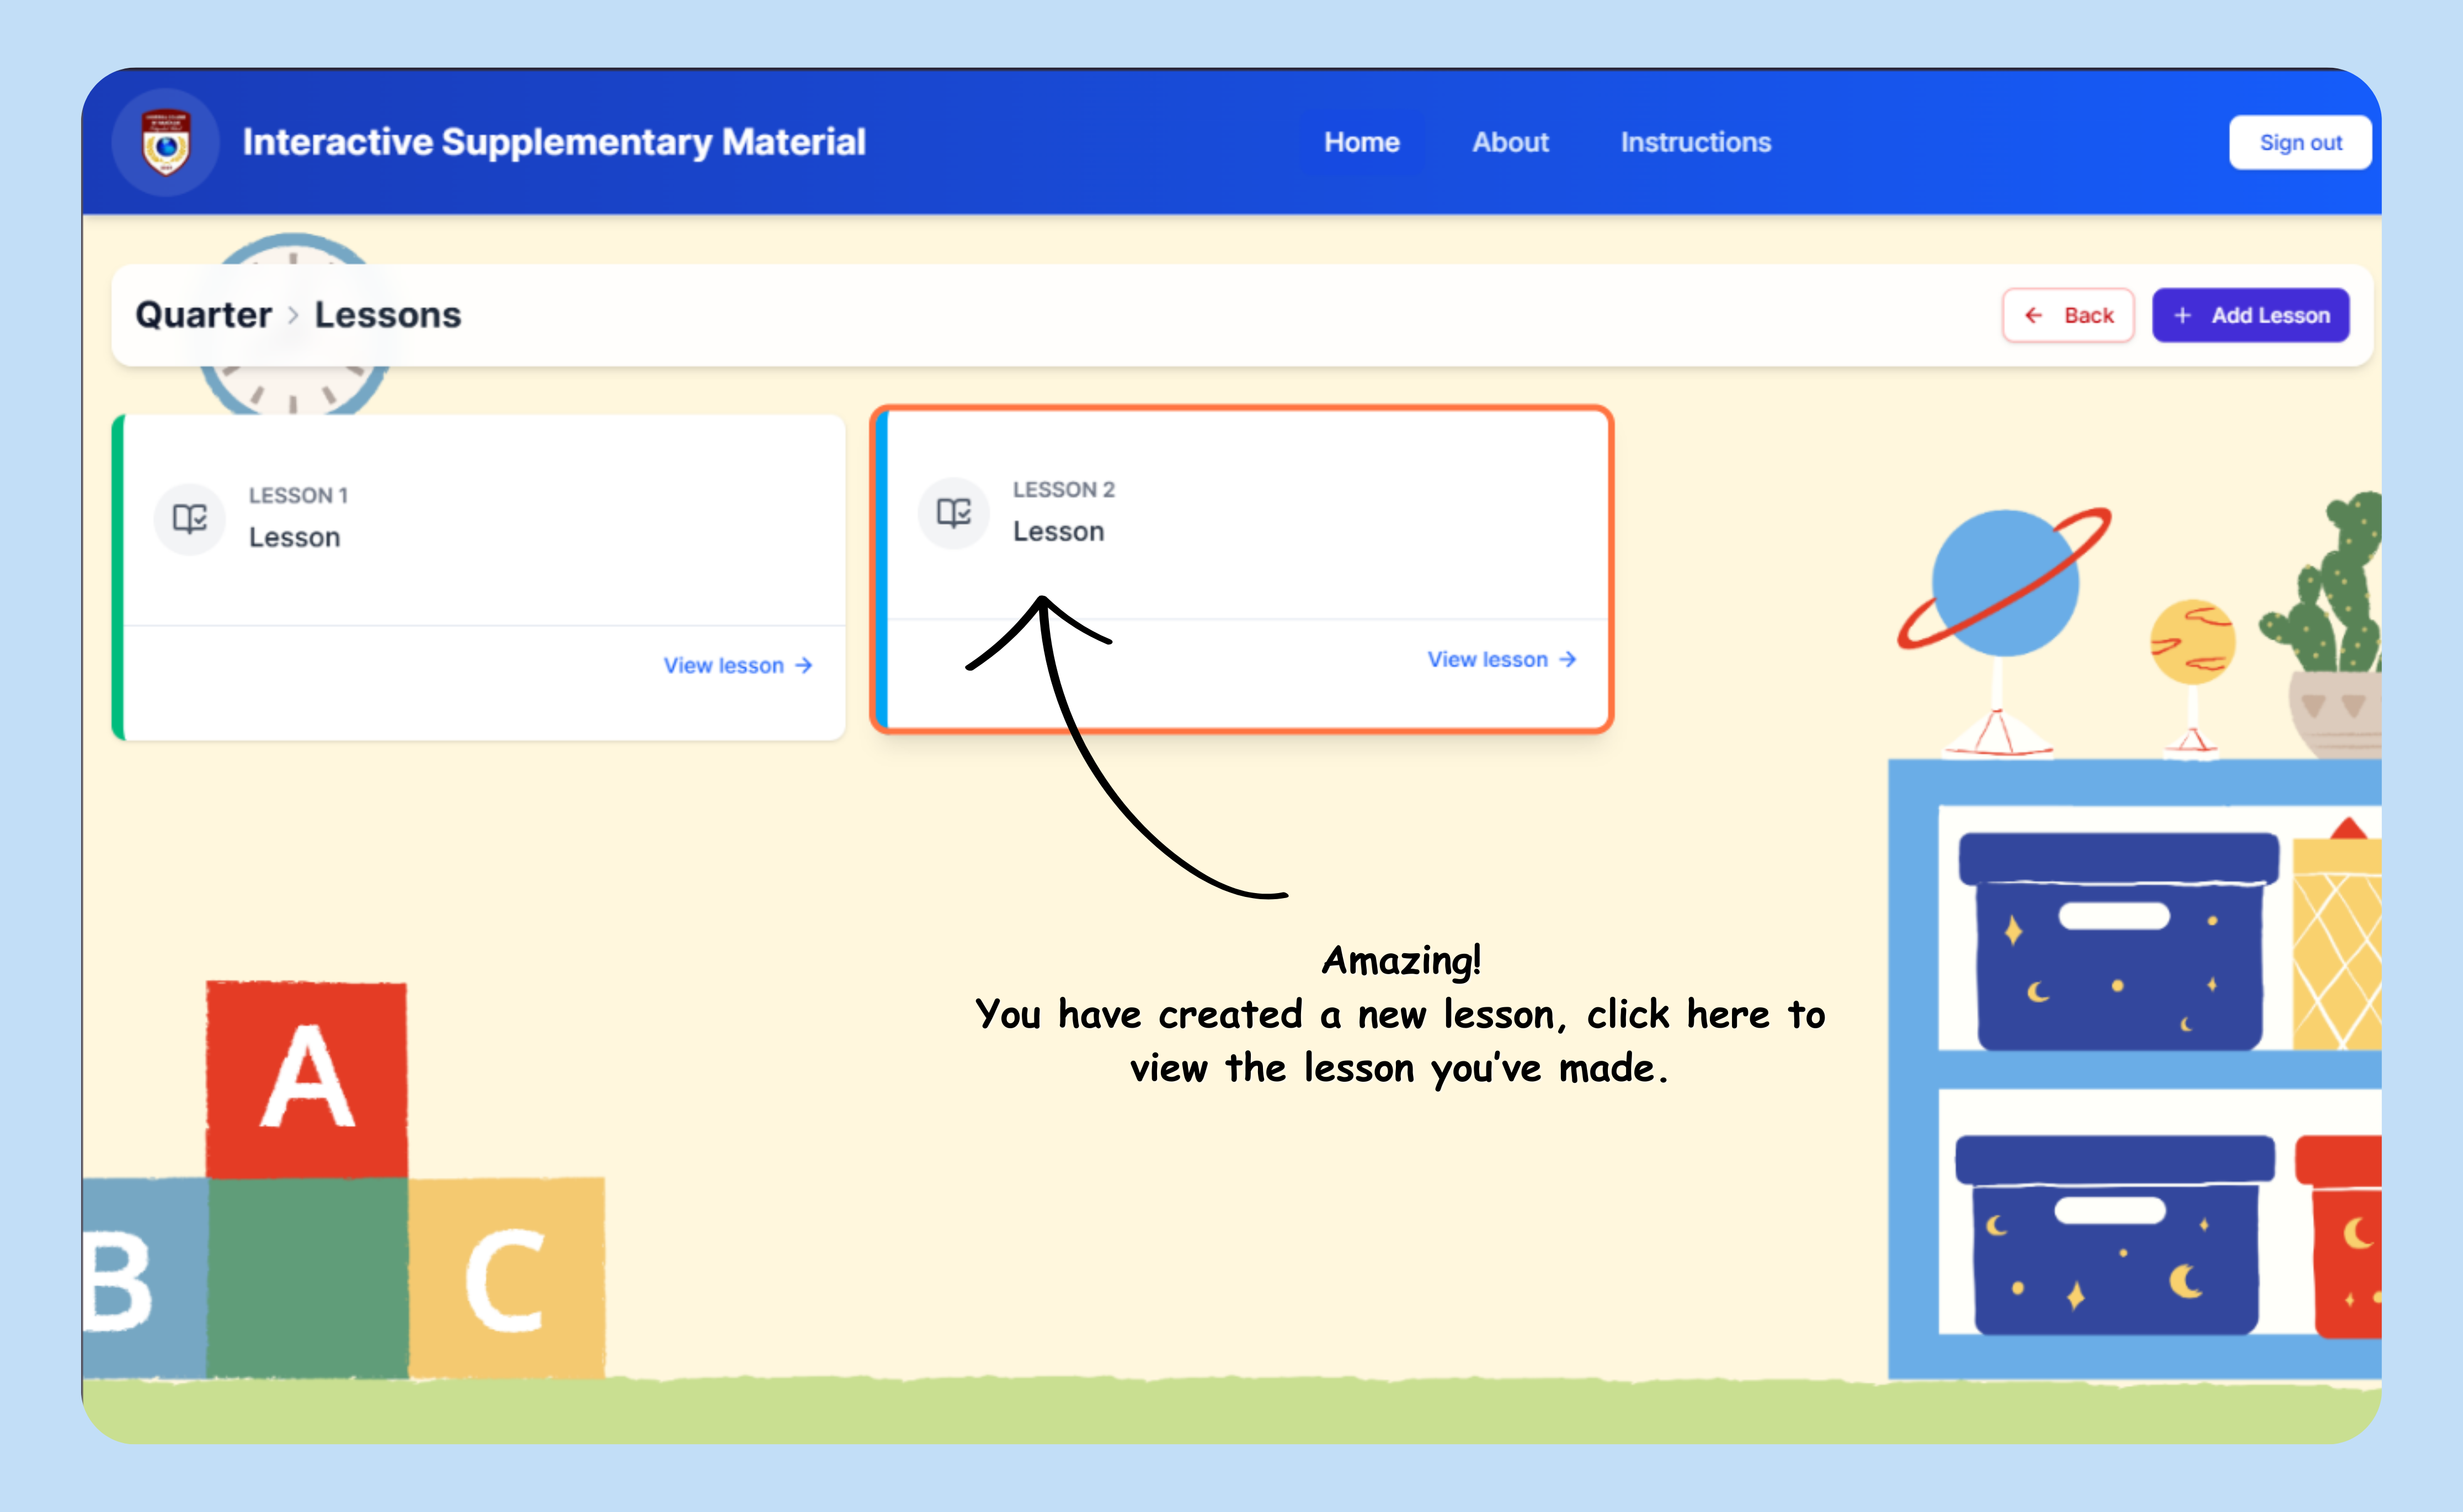 Interactive Supplementary Material
Home About Instructions
Sign out
Quarter > Lessons
← Back
+ Add Lesson
LESSON 1
Lesson
View lesson →
LESSON 2
Lesson
View lesson →
Amazing!
You have created a new lesson, click here to
view the lesson you've made.
A
B
C